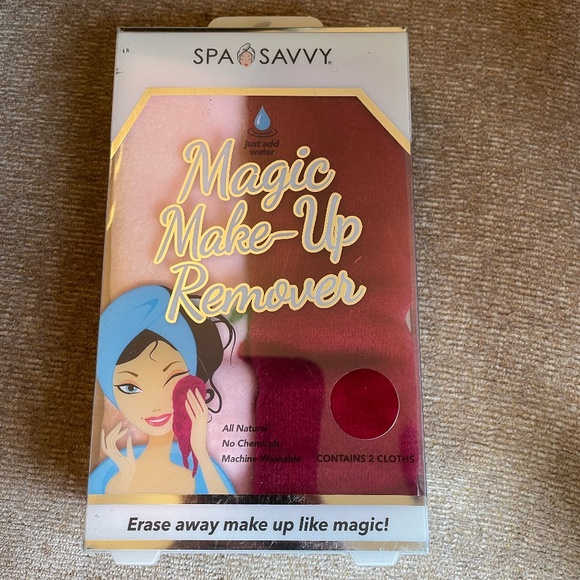 SPA SAVVY®
Just add
water
Magic
Make-Up
Remover
All Natural
No Chemicals
Machine Washable
CONTAINS 2 CLOTHS
Erase away make up like magic!